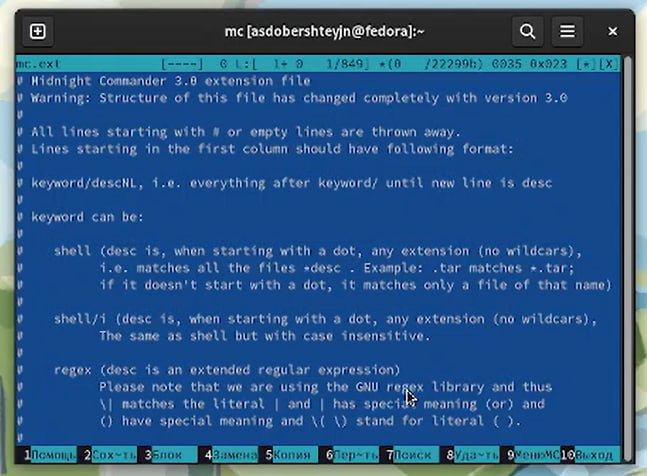 mc [asdobershteyjn@fedora]:~
mc.ext [----] 0 L:[ 1+ 0 1/849] *(0 /22299b) 0035 0x023 [*][X]
# Midnight Commander 3.0 extension file
# Warning: Structure of this file has changed completely with version 3.0
#
# All lines starting with # or empty lines are thrown away.
# Lines starting in the first column should have following format:
#
# keyword/descNL, i.e. everything after keyword/ until new line is desc
#
# keyword can be:
#
# shell (desc is, when starting with a dot, any extension (no wildcars),
# i.e. matches all the files *desc . Example: .tar matches *.tar;
# if it doesn't start with a dot, it matches only a file of that name)
#
# shell/i (desc is, when starting with a dot, any extension (no wildcars),
# The same as shell but with case insensitive.
#
# regex (desc is an extended regular expression)
# Please note that we are using the GNU regex library and thus
# \| matches the literal | and | has special meaning (or) and
# () have special meaning and \( \) stand for literal ( ).
#
1Помощь 2Сох~ть 3Блок 4Замена 5Копия 6Пер~ть 7Поиск 8Уда~ть 9МенюМС 10Выход